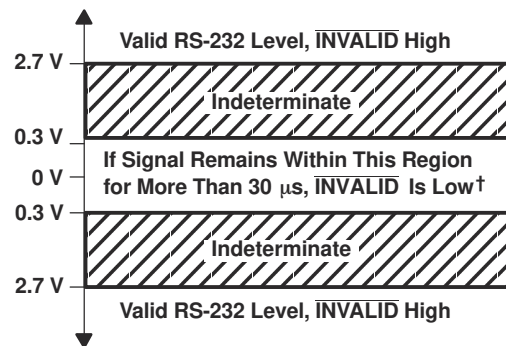 Valid RS-232 Level, INVALID High
2.7 V
Indeterminate
0.3 V
If Signal Remains Within This Region
0 V
for More Than 30 μs, INVALID Is Low†
0.3 V
Indeterminate
2.7 V
Valid RS-232 Level, INVALID High